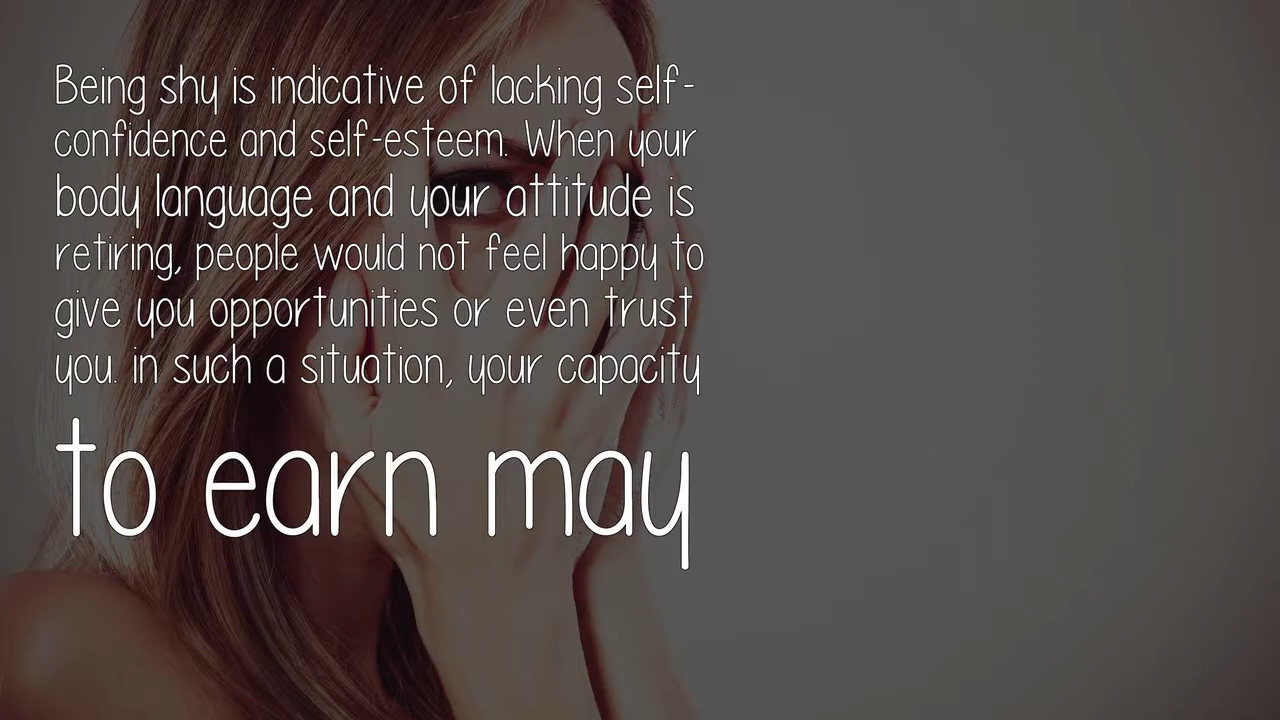 Being shy is indicative of lacking self-
confidence and self-esteem. When your
body language and your attitude is
retiring, people would not feel happy to
give you opportunities or even trust
you. in such a situation, your capacity
to earn may